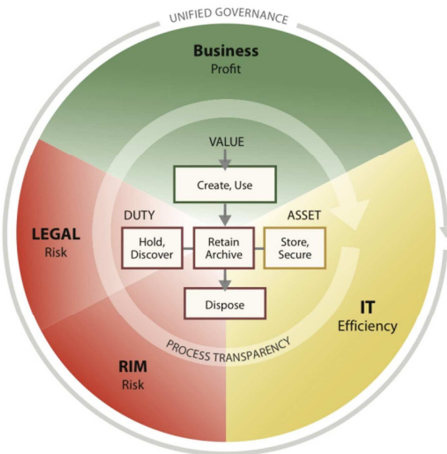 UNIFIED GOVERNANCE
Business
Profit
VALUE
Create, Use
DUTY
ASSET
LEGAL
Risk
Hold,
Discover
Retain
Archive
Store,
Secure
Dispose
IT
Efficiency
PROCESS TRANSPARENCY
RIM
Risk